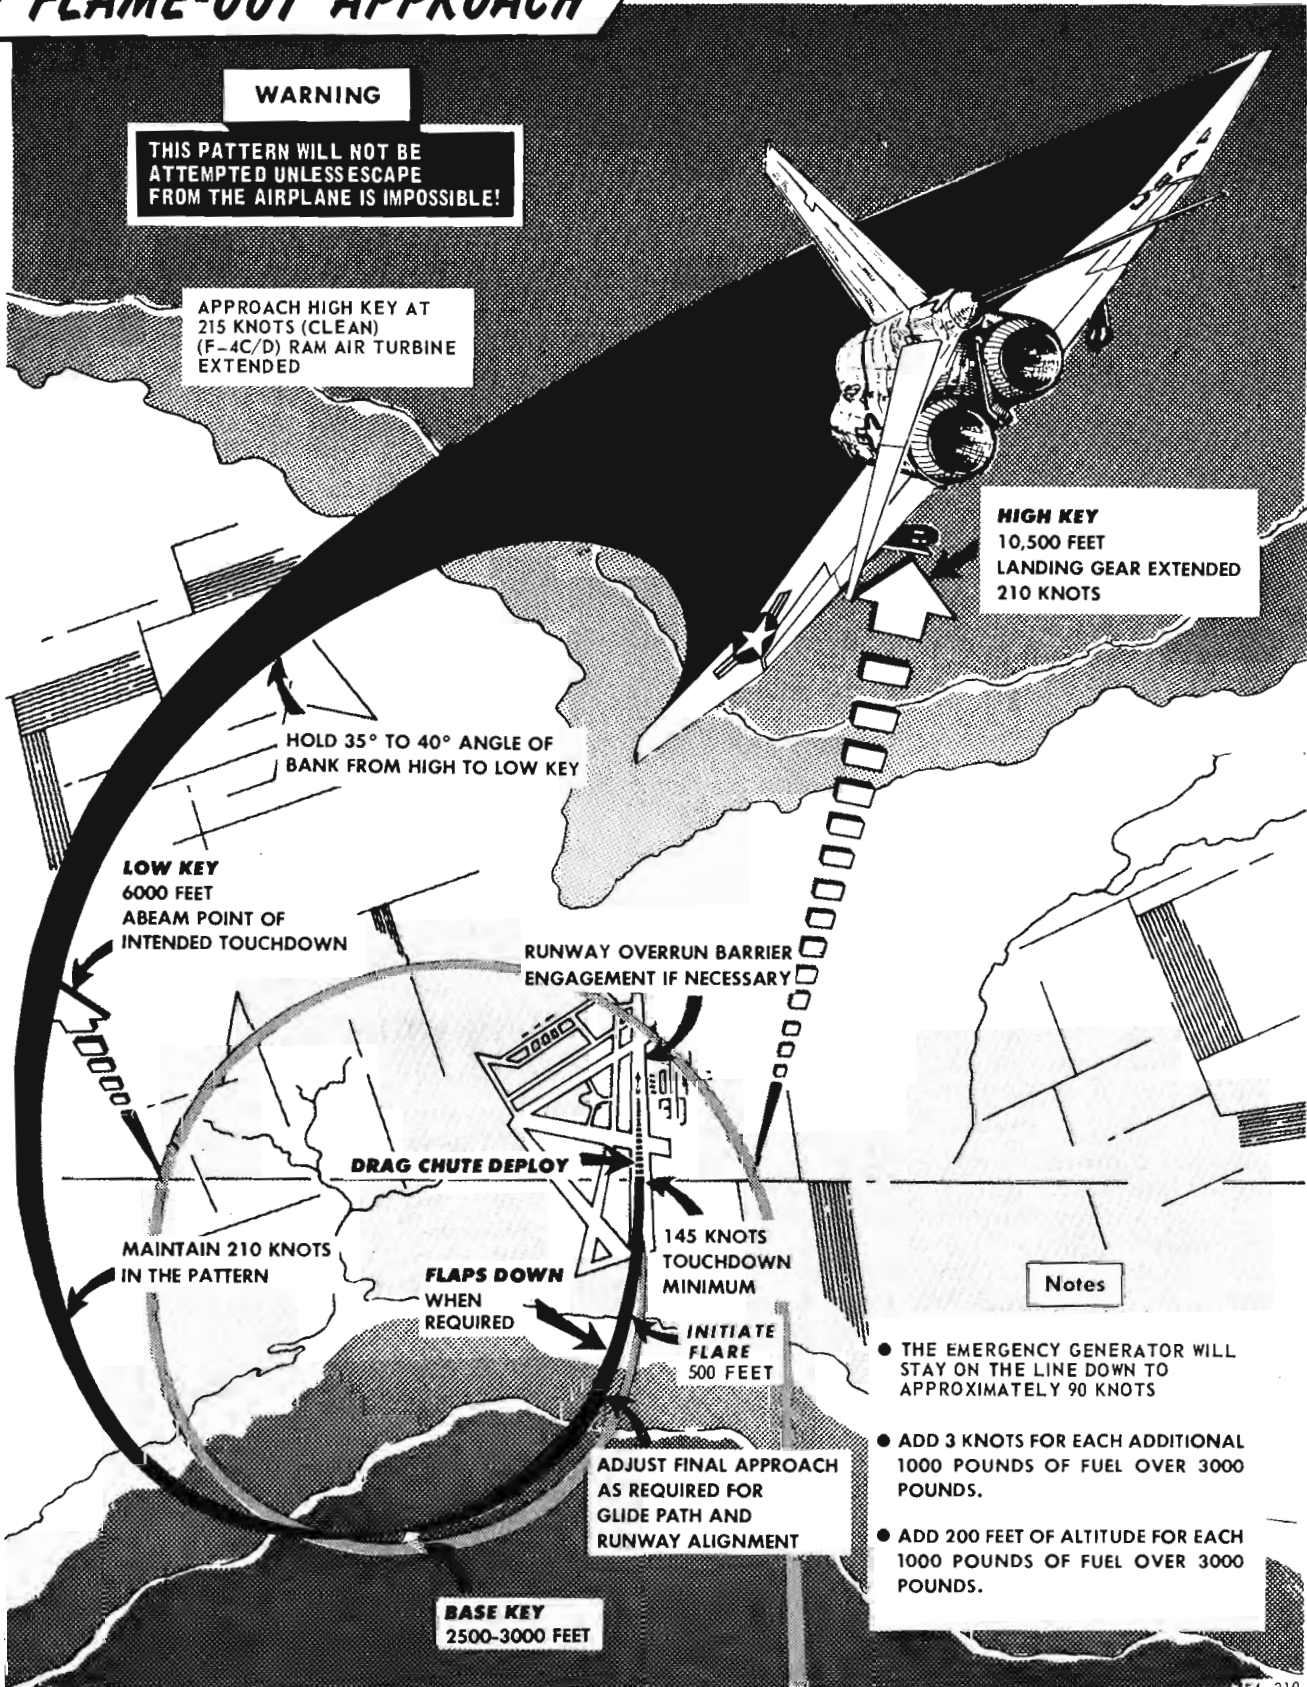 FLAME-OUT APPROACH
WARNING
THIS PATTERN WILL NOT BE
ATTEMPTED UNLESS ESCAPE
FROM THE AIRPLANE IS IMPOSSIBLE!
APPROACH HIGH KEY AT
215 KNOTS (CLEAN)
(F-4C/D) RAM AIR TURBINE
EXTENDED
USAF
HIGH KEY
10,500 FEET
LANDING GEAR EXTENDED
210 KNOTS
HOLD 35° TO 40° ANGLE OF
BANK FROM HIGH TO LOW KEY
LOW KEY
6000 FEET
ABEAM POINT OF
INTENDED TOUCHDOWN
RUNWAY OVERRUN BARRIER
ENGAGEMENT IF NECESSARY
DRAG CHUTE DEPLOY
145 KNOTS
TOUCHDOWN
MINIMUM
MAINTAIN 210 KNOTS
IN THE PATTERN
FLAPS DOWN
WHEN
REQUIRED
INITIATE
FLARE
500 FEET
ADJUST FINAL APPROACH
AS REQUIRED FOR
GLIDE PATH AND
RUNWAY ALIGNMENT
BASE KEY
2500-3000 FEET
Notes
● THE EMERGENCY GENERATOR WILL
STAY ON THE LINE DOWN TO
APPROXIMATELY 90 KNOTS
● ADD 3 KNOTS FOR EACH ADDITIONAL
1000 POUNDS OF FUEL OVER 3000
POUNDS.
● ADD 200 FEET OF ALTITUDE FOR EACH
1000 POUNDS OF FUEL OVER 3000
POUNDS.